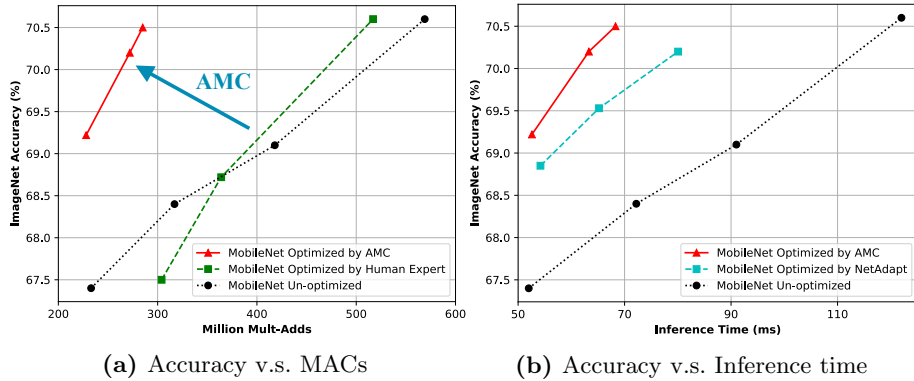 70.5
70.0
69.5
69.0
68.5
68.0
67.5
ImageNet Accuracy (%)
AMC
MobileNet Optimized by AMC
MobileNet Optimized by Human Expert
MobileNet Un-optimized
200 300 400 500 600
Million Mult-Adds
(a) Accuracy v.s. MACs
70.5
70.0
69.5
69.0
68.5
68.0
67.5
ImageNet Accuracy (%)
MobileNet Optimized by AMC
MobileNet Optimized by NetAdapt
MobileNet Un-optimized
50 70 90 110
Inference Time (ms)
(b) Accuracy v.s. Inference time